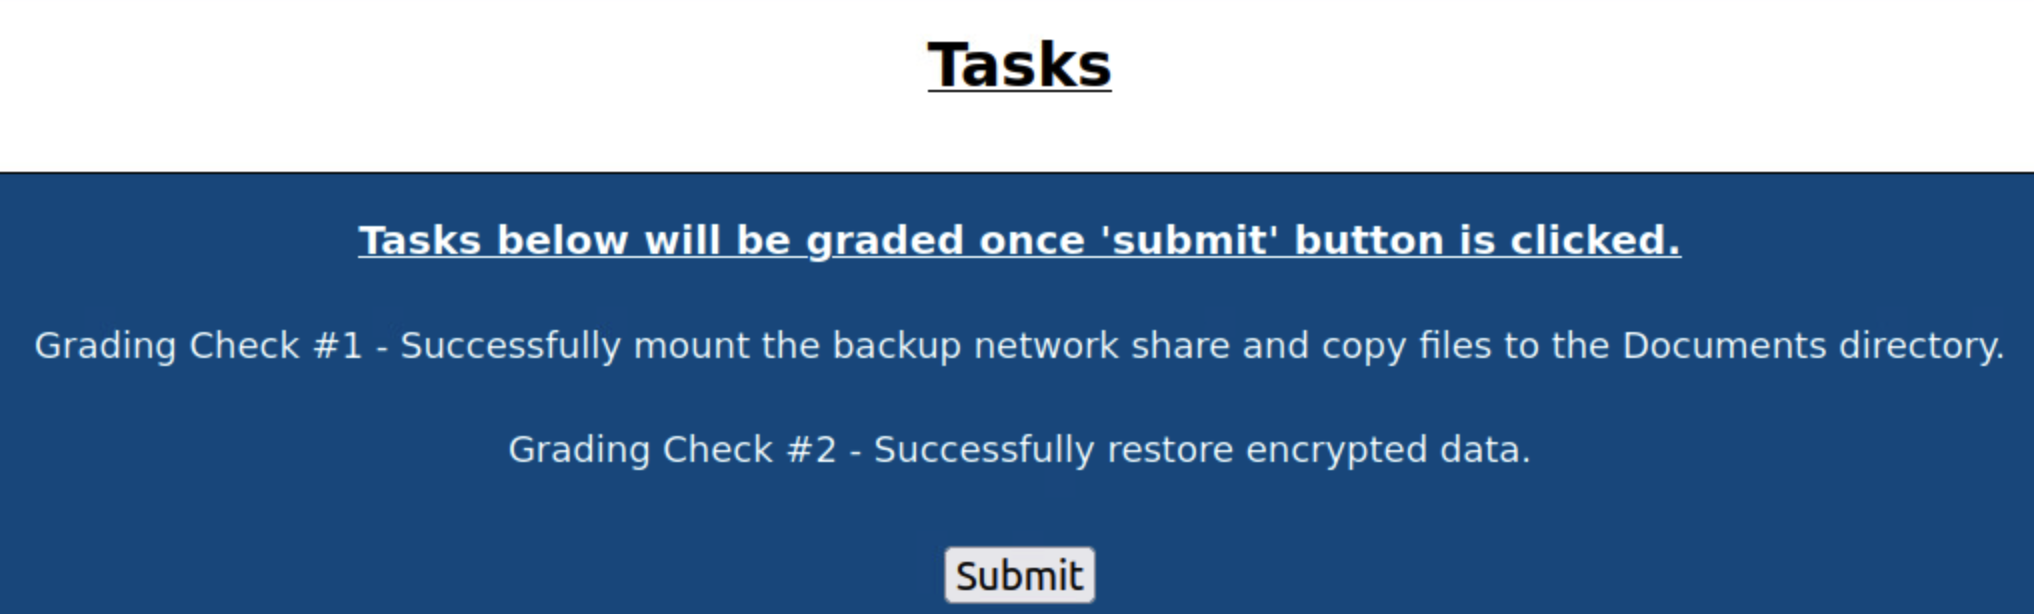 Tasks
Tasks below will be graded once 'submit' button is clicked.
Grading Check #1 - Successfully mount the backup network share and copy files to the Documents directory.
Grading Check #2 - Successfully restore encrypted data.
Submit